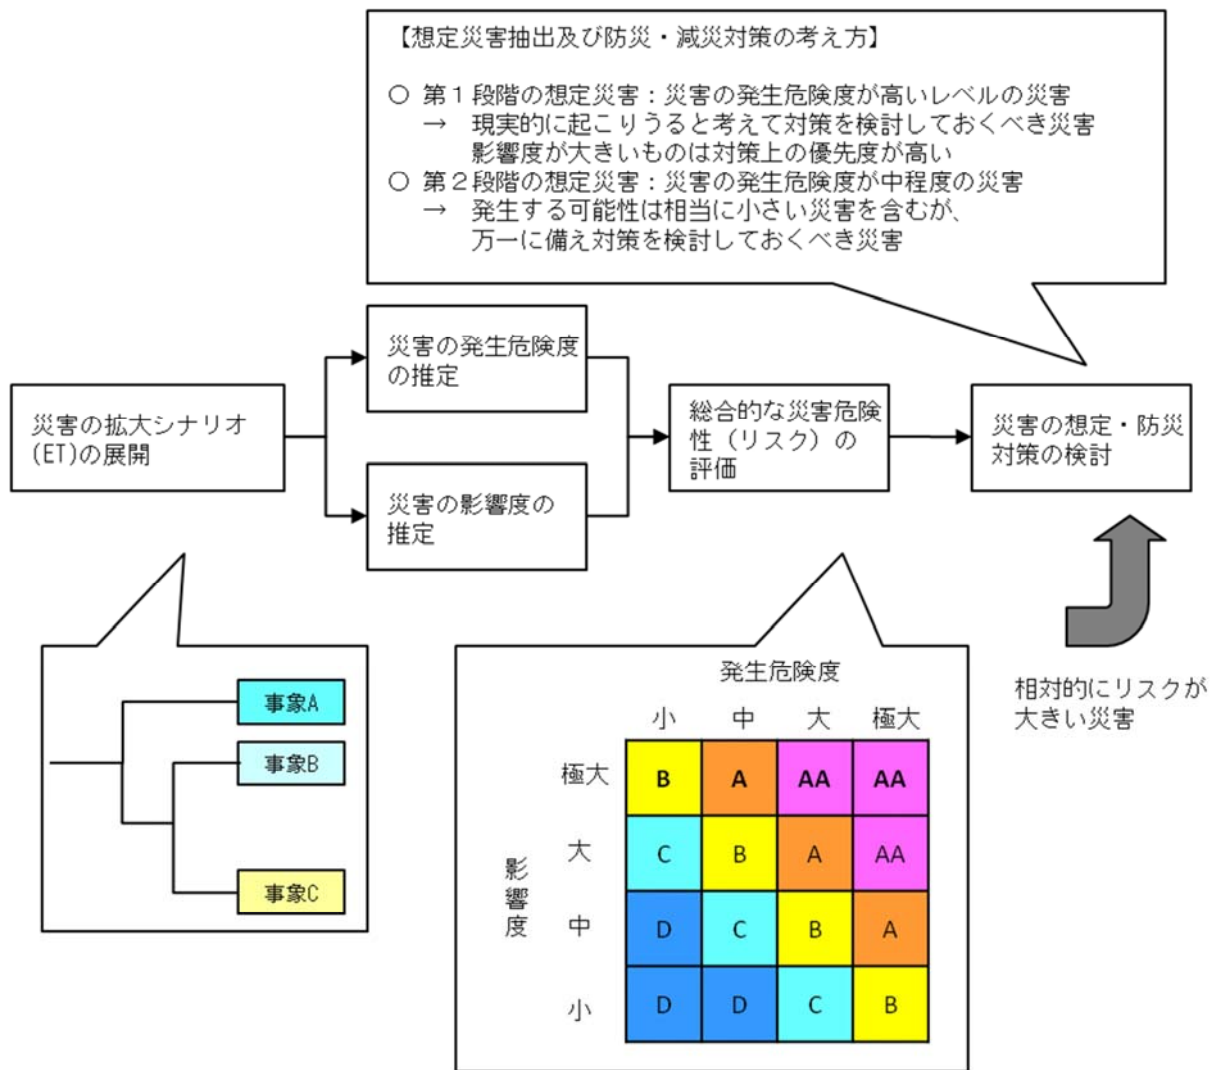 【想定災害抽出及び防災・減災対策の考え方】
○ 第１段階の想定災害：災害の発生危険度が高いレベルの災害
→ 現実的に起こりうると考えて対策を検討しておくべき災害
影響度が大きいものは対策上の優先度が高い
○ 第２段階の想定災害：災害の発生危険度が中程度の災害
→ 発生する可能性は相当に小さい災害を含むが、
万一に備え対策を検討しておくべき災害
災害の拡大シナリオ
(ET)の展開
災害の発生危険度
の推定
災害の影響度の
推定
総合的な災害危険
性（リスク）の
評価
災害の想定・防災
対策の検討
事象A
事象B
事象C
発生危険度
小 中 大 極大
影響度
極大 B A AA AA
大 C B A AA
中 D C B A
小 D D C B
相対的にリスクが
大きい災害